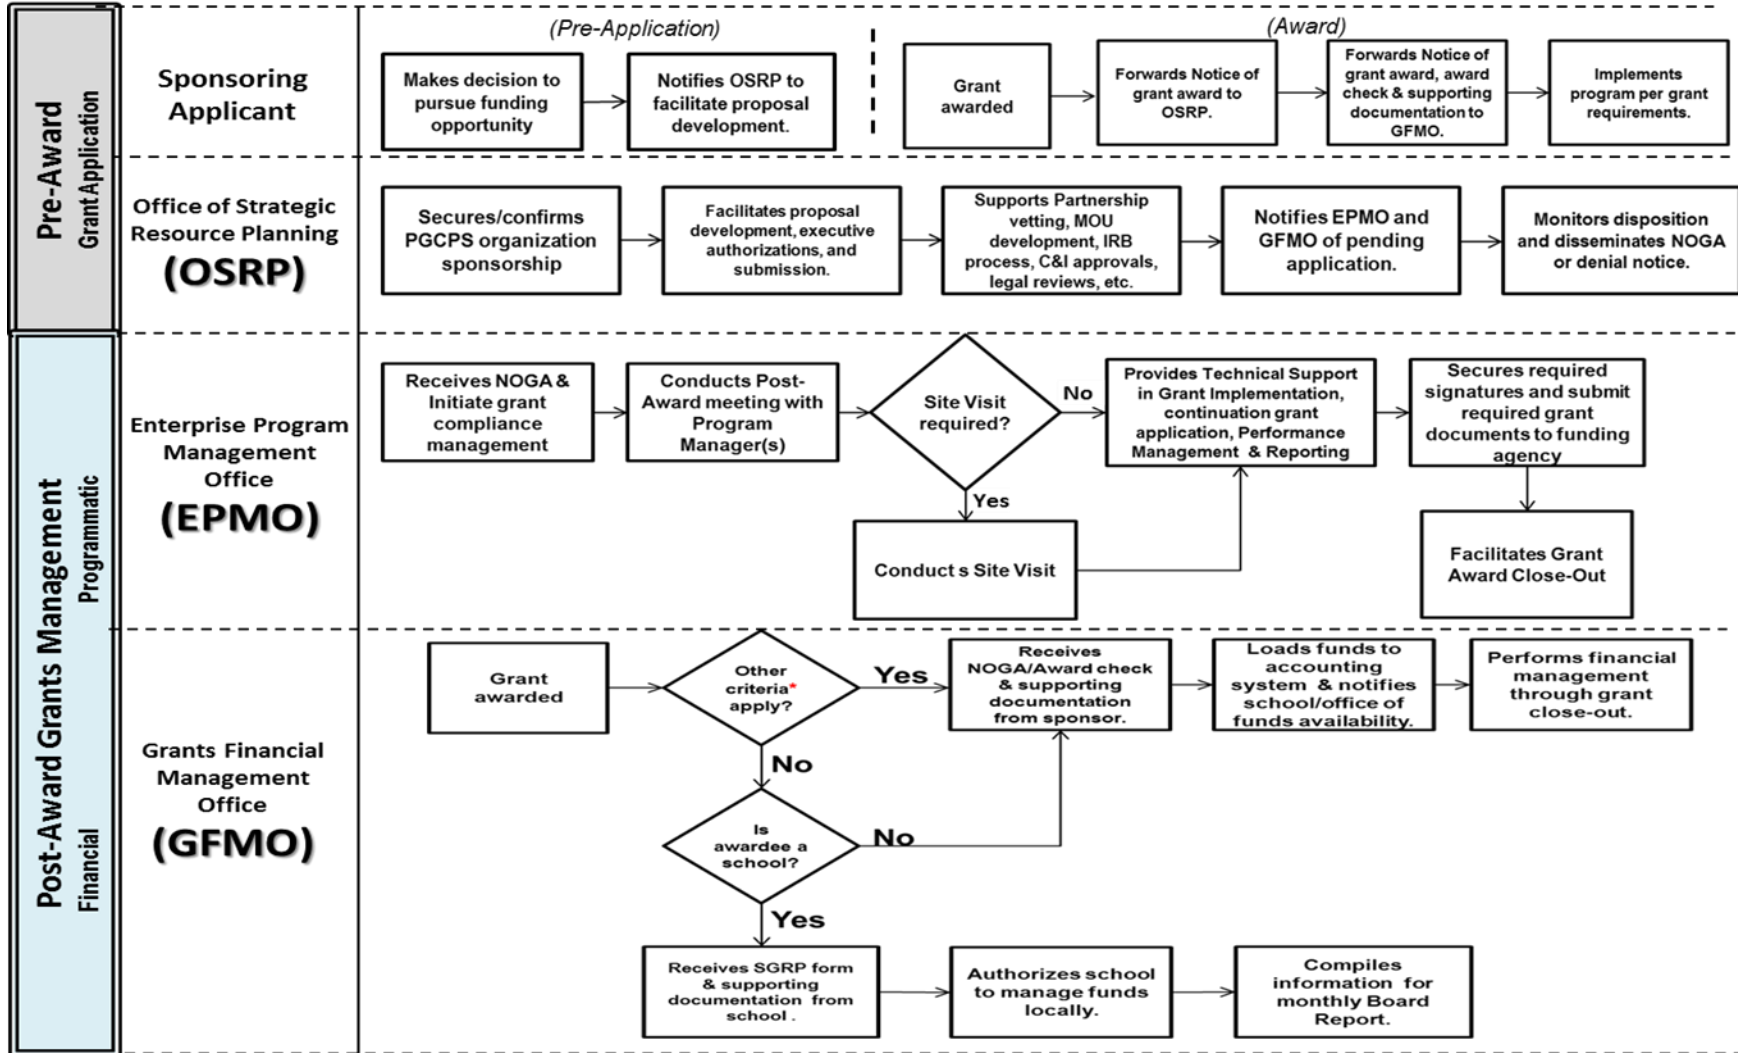 Pre-Award
Grant Application
Post-Award Grants Management
Programmatic
Financial
Sponsoring
Applicant
(Pre-Application)
Makes decision to
pursue funding
opportunity
Notifies OSRP to
facilitate proposal
development.
(Award)
Grant
awarded
Forwards Notice of
grant award to
OSRP.
Forwards Notice of
grant award, award
check & supporting
documentation to
GFMO.
Implements
program per grant
requirements.
Office of Strategic
Resource Planning
(OSRP)
Secures/confirms
PGCPS organization
sponsorship
Facilitates proposal
development, executive
authorizations, and
submission.
Supports Partnership
vetting, MOU
development, IRB
process, C&I approvals,
legal reviews, etc.
Notifies EPMO and
GFMO of pending
application.
Monitors disposition
and disseminates NOGA
or denial notice.
Enterprise Program
Management
Office
(EPMO)
Receives NOGA &
Initiate grant
compliance
management
Conducts Post-
Award meeting with
Program
Manager(s)
Site Visit
required?
No
Yes
Conduct s Site Visit
Provides Technical Support
in Grant Implementation,
continuation grant
application, Performance
Management & Reporting
Secures required
signatures and submit
required grant
documents to funding
agency
Facilitates Grant
Award Close-Out
Grants Financial
Management
Office
(GFMO)
Grant
awarded
Other
criteria*
apply?
Yes
No
Receives
NOGA/Award check
& supporting
documentation
from sponsor.
Loads funds to
accounting
system & notifies
school/office of
funds availability.
Performs financial
management
through grant
close-out.
Is
awardee a
school?
No
Yes
Receives SGRP form
& supporting
documentation from
school .
Authorizes school
to manage funds
locally.
Compiles
information for
monthly Board
Report.